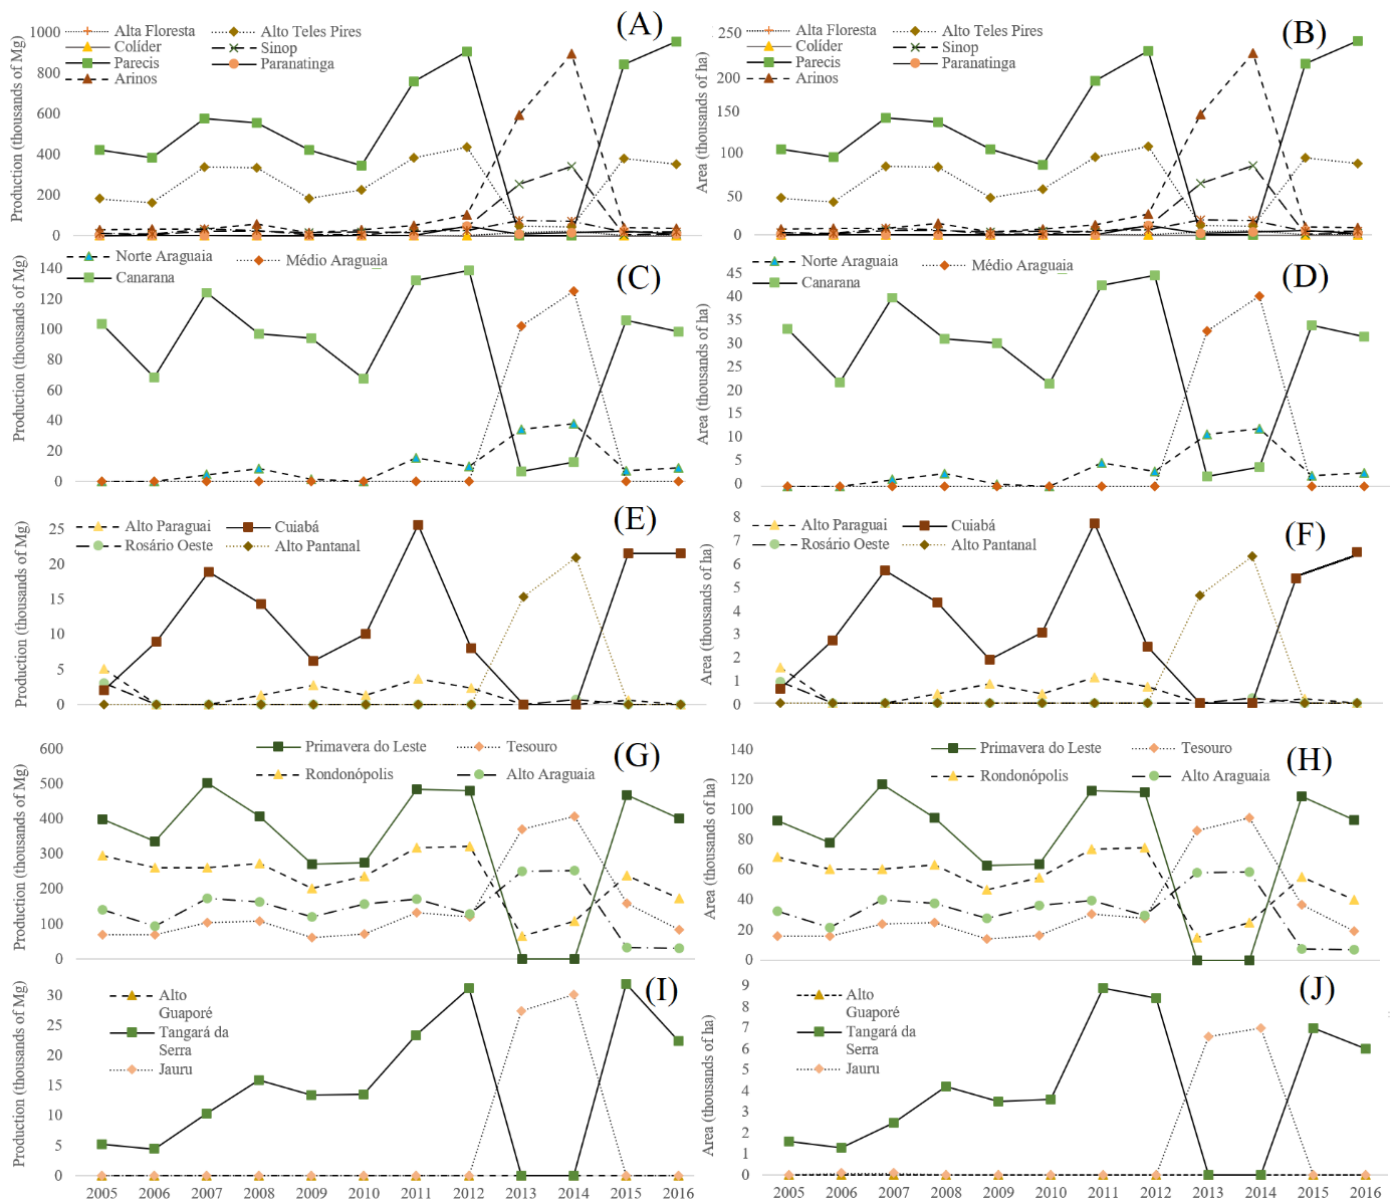 Alta Floresta
Alto Teles Pires
(A)
Colíder
Sinop
Parecis
Paranatinga
Arinos
Production (thousands of Mg)
1000
800
600
400
200
0
Alta Floresta
Alto Teles Pires
(B)
Colíder
Sinop
Parecis
Paranatinga
Arinos
Area (thousands of ha)
250
200
150
100
50
0
Norte Araguaia
Médio Araguaia
(C)
Canarana
Production (thousands of Mg)
140
120
100
80
60
40
20
0
Norte Araguaia
Médio Araguaia
(D)
Canarana
Area (thousands of ha)
45
40
35
30
25
20
15
10
5
0
Alto Paraguai
Cuiabá
(E)
Rosário Oeste
Alto Pantanal
Production (thousands of Mg)
25
20
15
10
5
0
Alto Paraguai
Cuiabá
(F)
Rosário Oeste
Alto Pantanal
Area (thousands of ha)
8
7
6
5
4
3
2
1
0
Primavera do Leste
Tesouro
(G)
Rondonópolis
Alto Araguaia
Production (thousands of Mg)
600
500
400
300
200
100
0
Primavera do Leste
Tesouro
(H)
Rondonópolis
Alto Araguaia
Area (thousands of ha)
140
120
100
80
60
40
20
0
Alto
Guaporé
(I)
Tangará da
Serra
Jauru
Production (thousands of Mg)
30
25
20
15
10
5
0
2005 2006 2007 2008 2009 2010 2011 2012 2013 2014 2015 2016
Alto
Guaporé
(J)
Tangará da
Serra
Jauru
Area (thousands of ha)
9
8
7
6
5
4
3
2
1
0
2005 2006 2007 2008 2009 2010 2011 2012 2013 2014 2015 2016